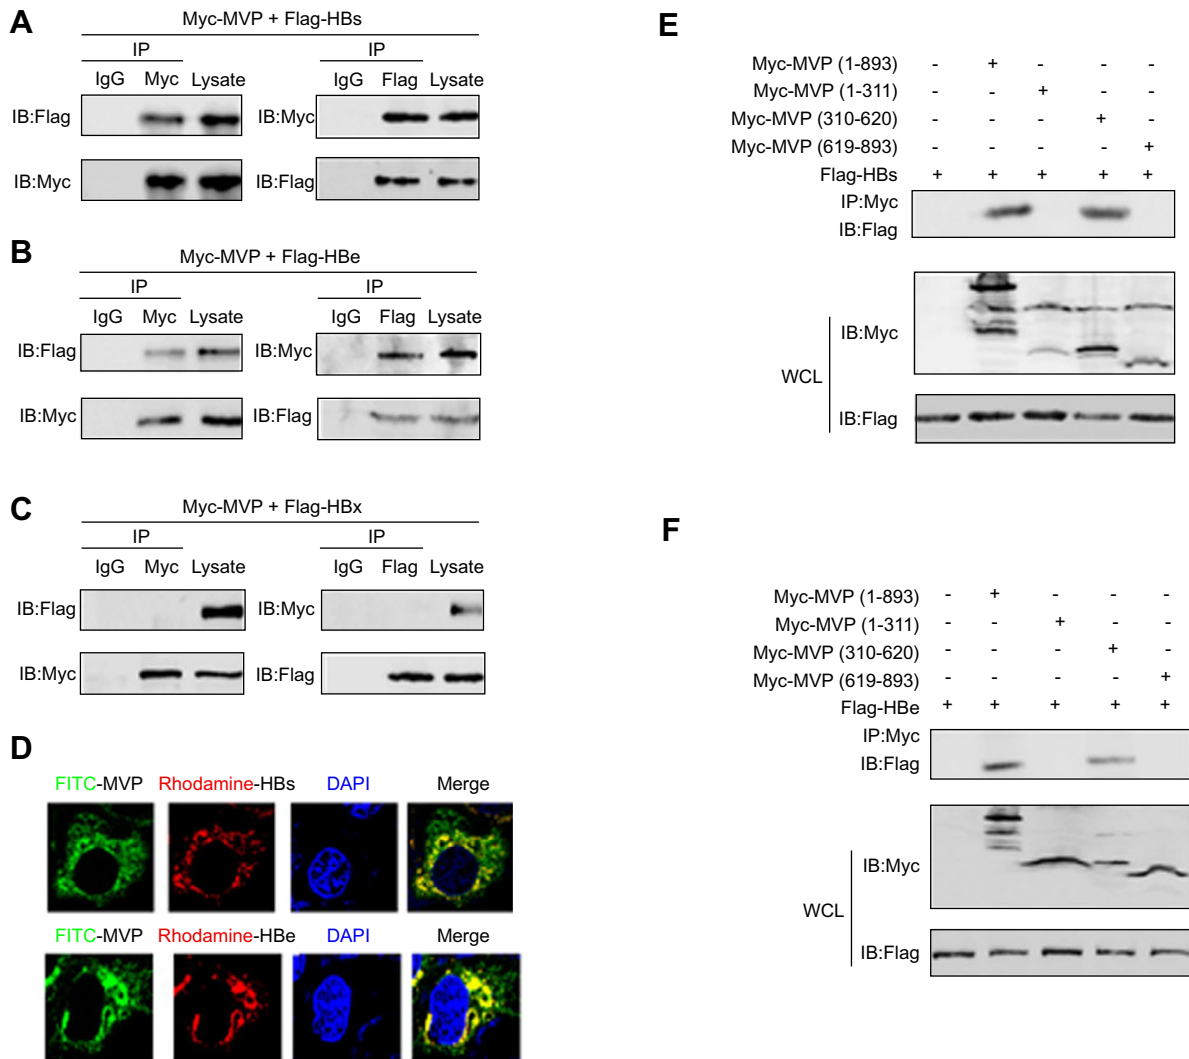 A
Myc-MVP + Flag-HBs
IP IP
IgG Myc Lysate IgG Flag Lysate
IB:Flag IB:Myc
IB:Myc IB:Flag
B
Myc-MVP + Flag-HBe
IP IP
IgG Myc Lysate IgG Flag Lysate
IB:Flag IB:Myc
IB:Myc IB:Flag
C
Myc-MVP + Flag-HBx
IP IP
IgG Myc Lysate IgG Flag Lysate
IB:Flag IB:Myc
IB:Myc IB:Flag
D
FITC-MVP Rhodamine-HBs DAPI Merge
FITC-MVP Rhodamine-HBe DAPI Merge
E
Myc-MVP (1-893) - + - - -
Myc-MVP (1-311) - - + - -
Myc-MVP (310-620) - - - + -
Myc-MVP (619-893) - - - - +
Flag-HBs + + + + +
IP:Myc
IB:Flag
WCL
IB:Myc
IB:Flag
F
Myc-MVP (1-893) - + - - -
Myc-MVP (1-311) - - + - -
Myc-MVP (310-620) - - - + -
Myc-MVP (619-893) - - - - +
Flag-HBe + + + + +
IP:Myc
IB:Flag
WCL
IB:Myc
IB:Flag